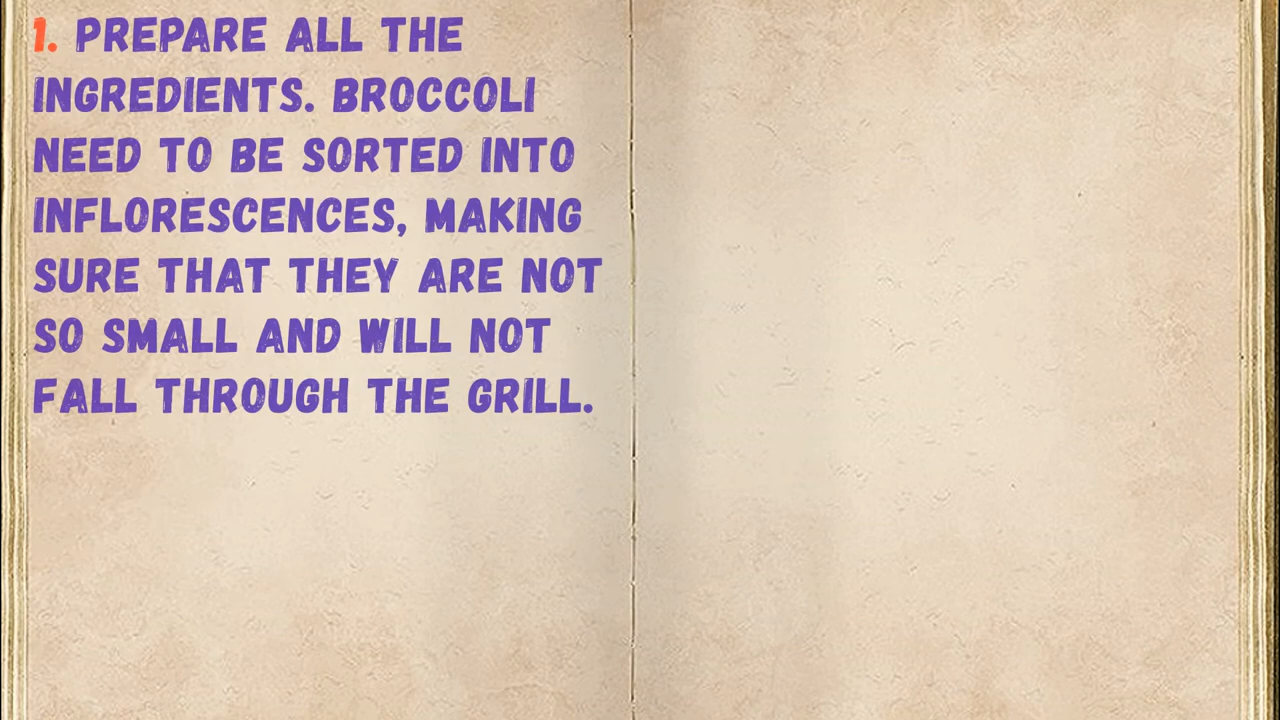 1. PREPARE ALL THE
INGREDIENTS. BROCCOLI
NEED TO BE SORTED INTO
INFLORESCENCES, MAKING
SURE THAT THEY ARE NOT
SO SMALL AND WILL NOT
FALL THROUGH THE GRILL.